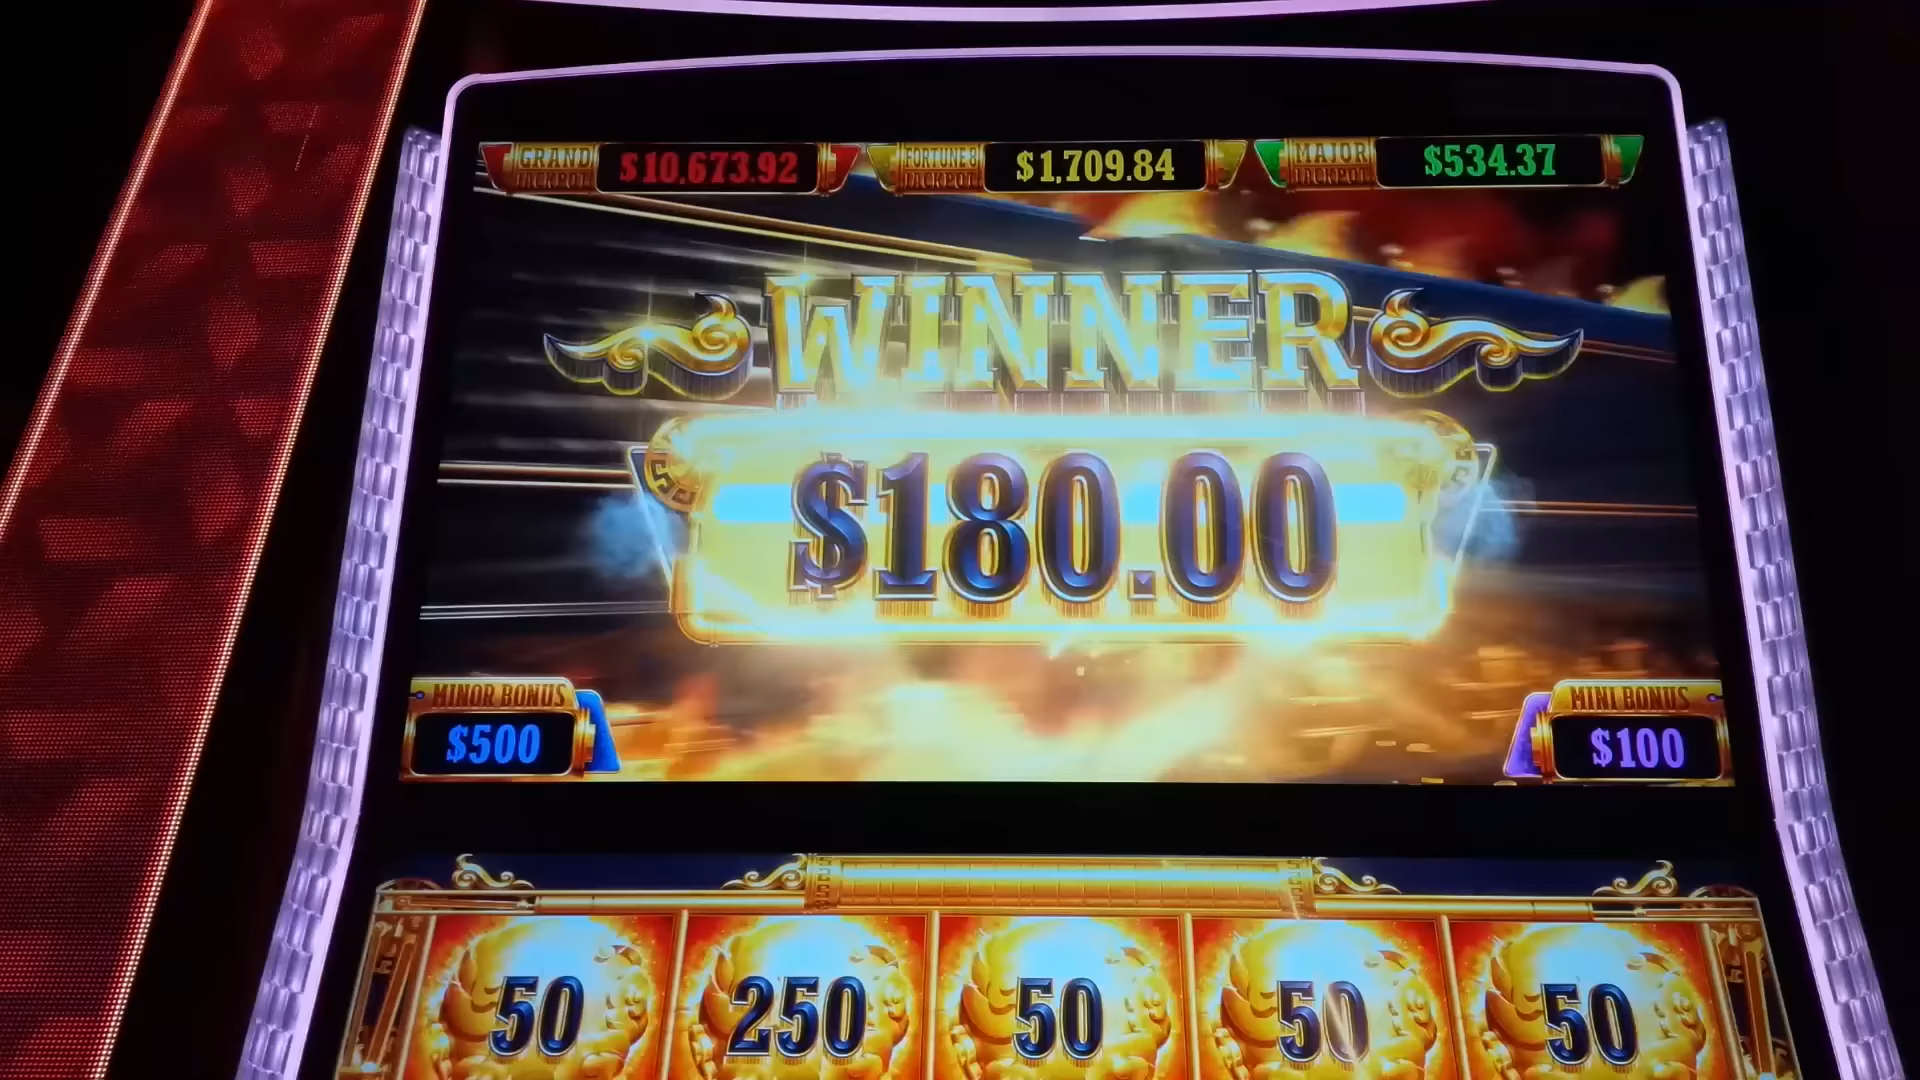 GRAND JACKPOT $10,673.92
FORTUNE 8 JACKPOT $1,709.84
MAJOR JACKPOT $534.37
WINNER
$180.00
MINOR BONUS
$500
MINI BONUS
$100
50 250 50 50 50